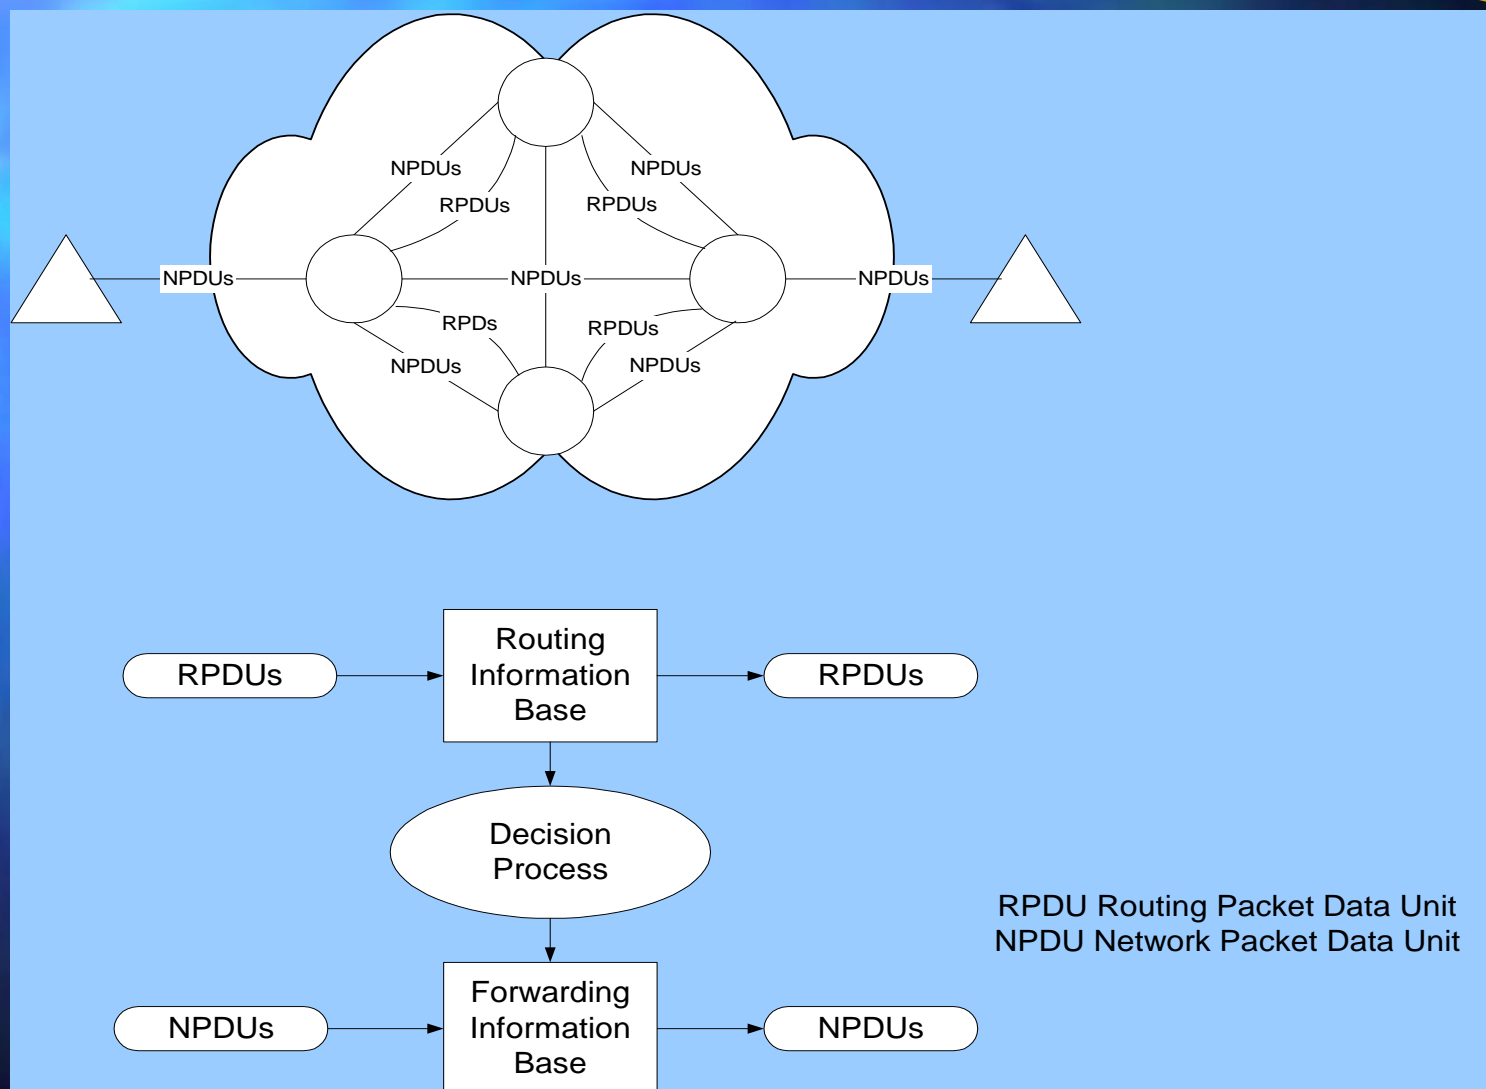 NPDUs
NPDUs
RPDUs
RPDUs
NPDUs
NPDUs
NPDUs
RPDs
RPDUs
NPDUs
NPDUs
RPDUs
Routing
Information
Base
RPDUs
Decision
Process
RPDU Routing Packet Data Unit
NPDU Network Packet Data Unit
NPDUs
Forwarding
Information
Base
NPDUs